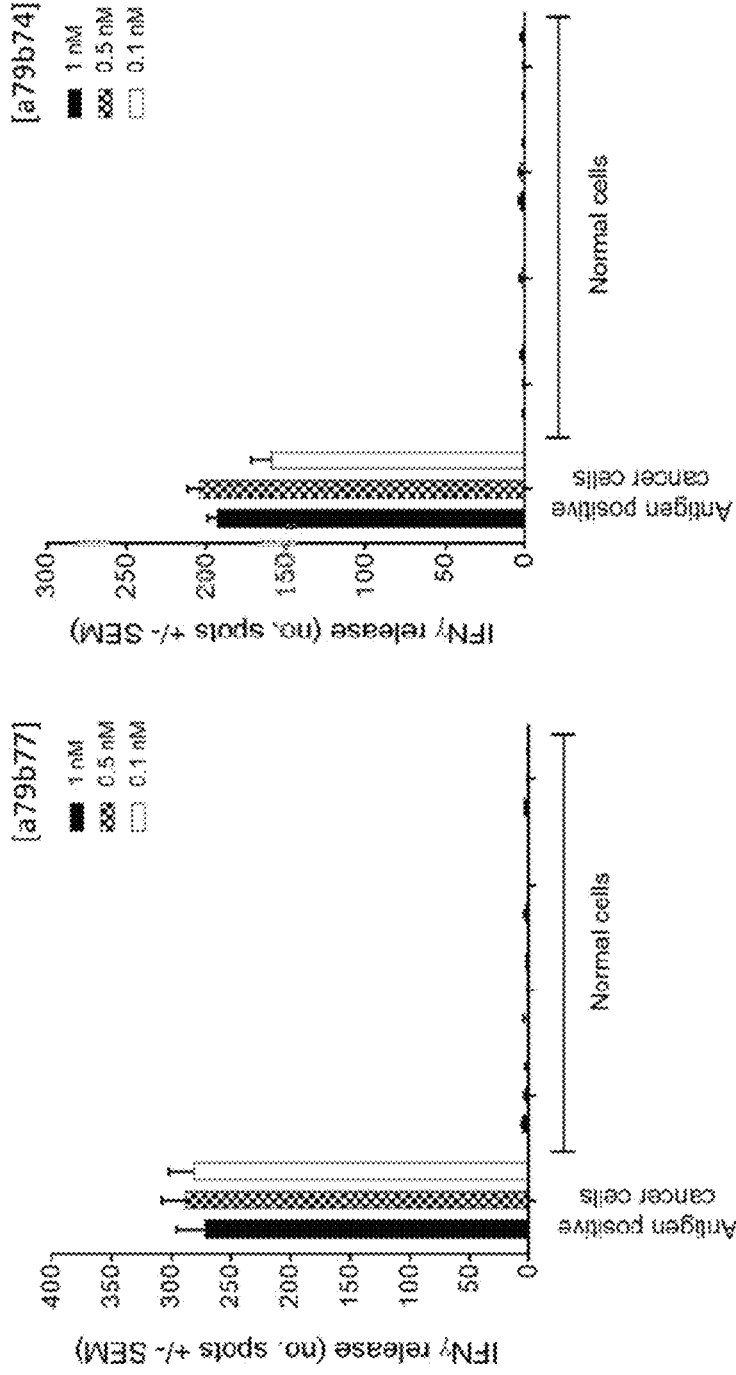 [a79b77]
1 nM
0.5 nM
0.1 nM
IFNγ release (no. spots +/- SEM)
400
350
300
250
200
150
100
50
0
Antigen positive
cancer cells
Normal cells
[a79b74]
1 nM
0.5 nM
0.1 nM
IFNγ release (no. spots +/- SEM)
300
250
200
150
100
50
0
Antigen positive
cancer cells
Normal cells